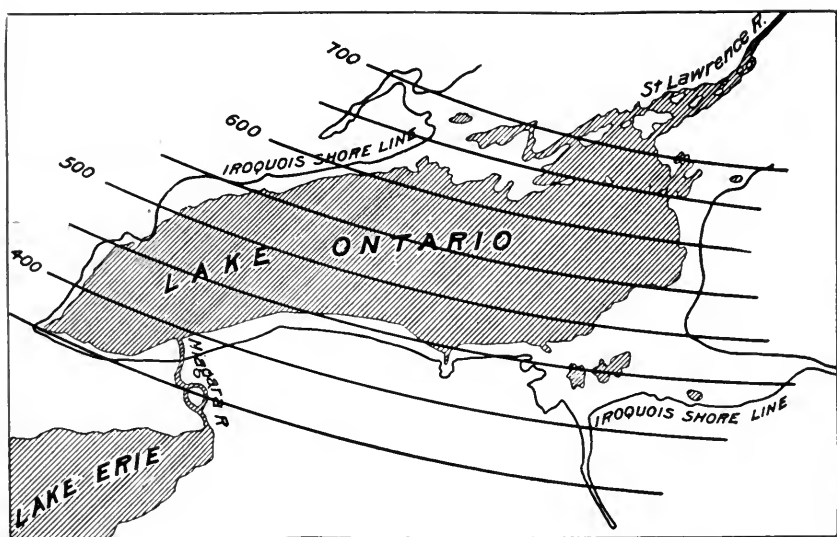 700
St Lawrence R.
600
IROQUOIS SHORE LINE
500
LAKE ONTARIO
400
Niagara R
IROQUOIS SHORE LINE
LAKE ERIE